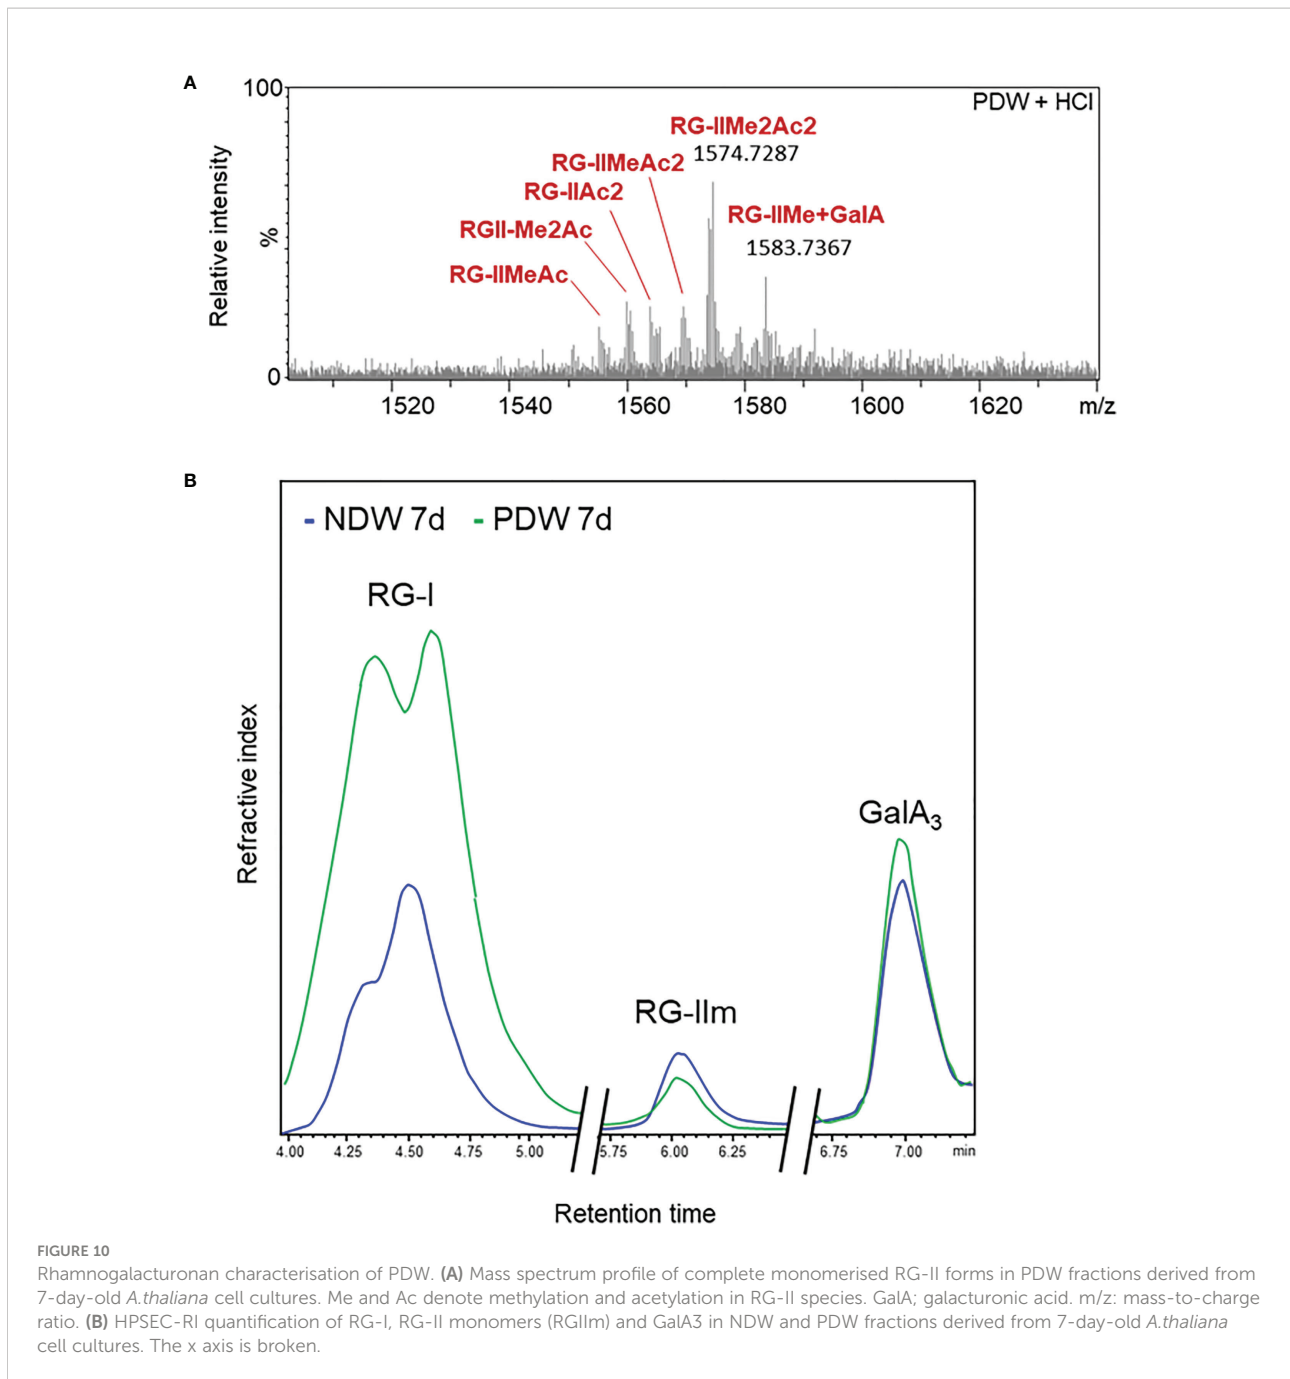 A
100
PDW + HCl
RG-IIMe2Ac2
1574.7287
RG-IIMeAc2
RG-IIAc2
RG-IIMe+GalA
RGII-Me2Ac
1583.7367
RG-IIMeAc
Relative intensity
%
0
1520 1540 1560 1580 1600 1620 m/z
B
NDW 7d PDW 7d
RG-I
GalA3
RG-IIm
Refractive index
4.00 4.25 4.50 4.75 5.00 5.75 6.00 6.25 6.75 7.00 min
Retention time
FIGURE 10
Rhamnogalacturonan characterisation of PDW. (A) Mass spectrum profile of complete monomerised RG-II forms in PDW fractions derived from
7-day-old A.thaliana cell cultures. Me and Ac denote methylation and acetylation in RG-II species. GalA; galacturonic acid. m/z: mass-to-charge
ratio. (B) HPSEC-RI quantification of RG-I, RG-II monomers (RGIIm) and GalA3 in NDW and PDW fractions derived from 7-day-old A.thaliana
cell cultures. The x axis is broken.